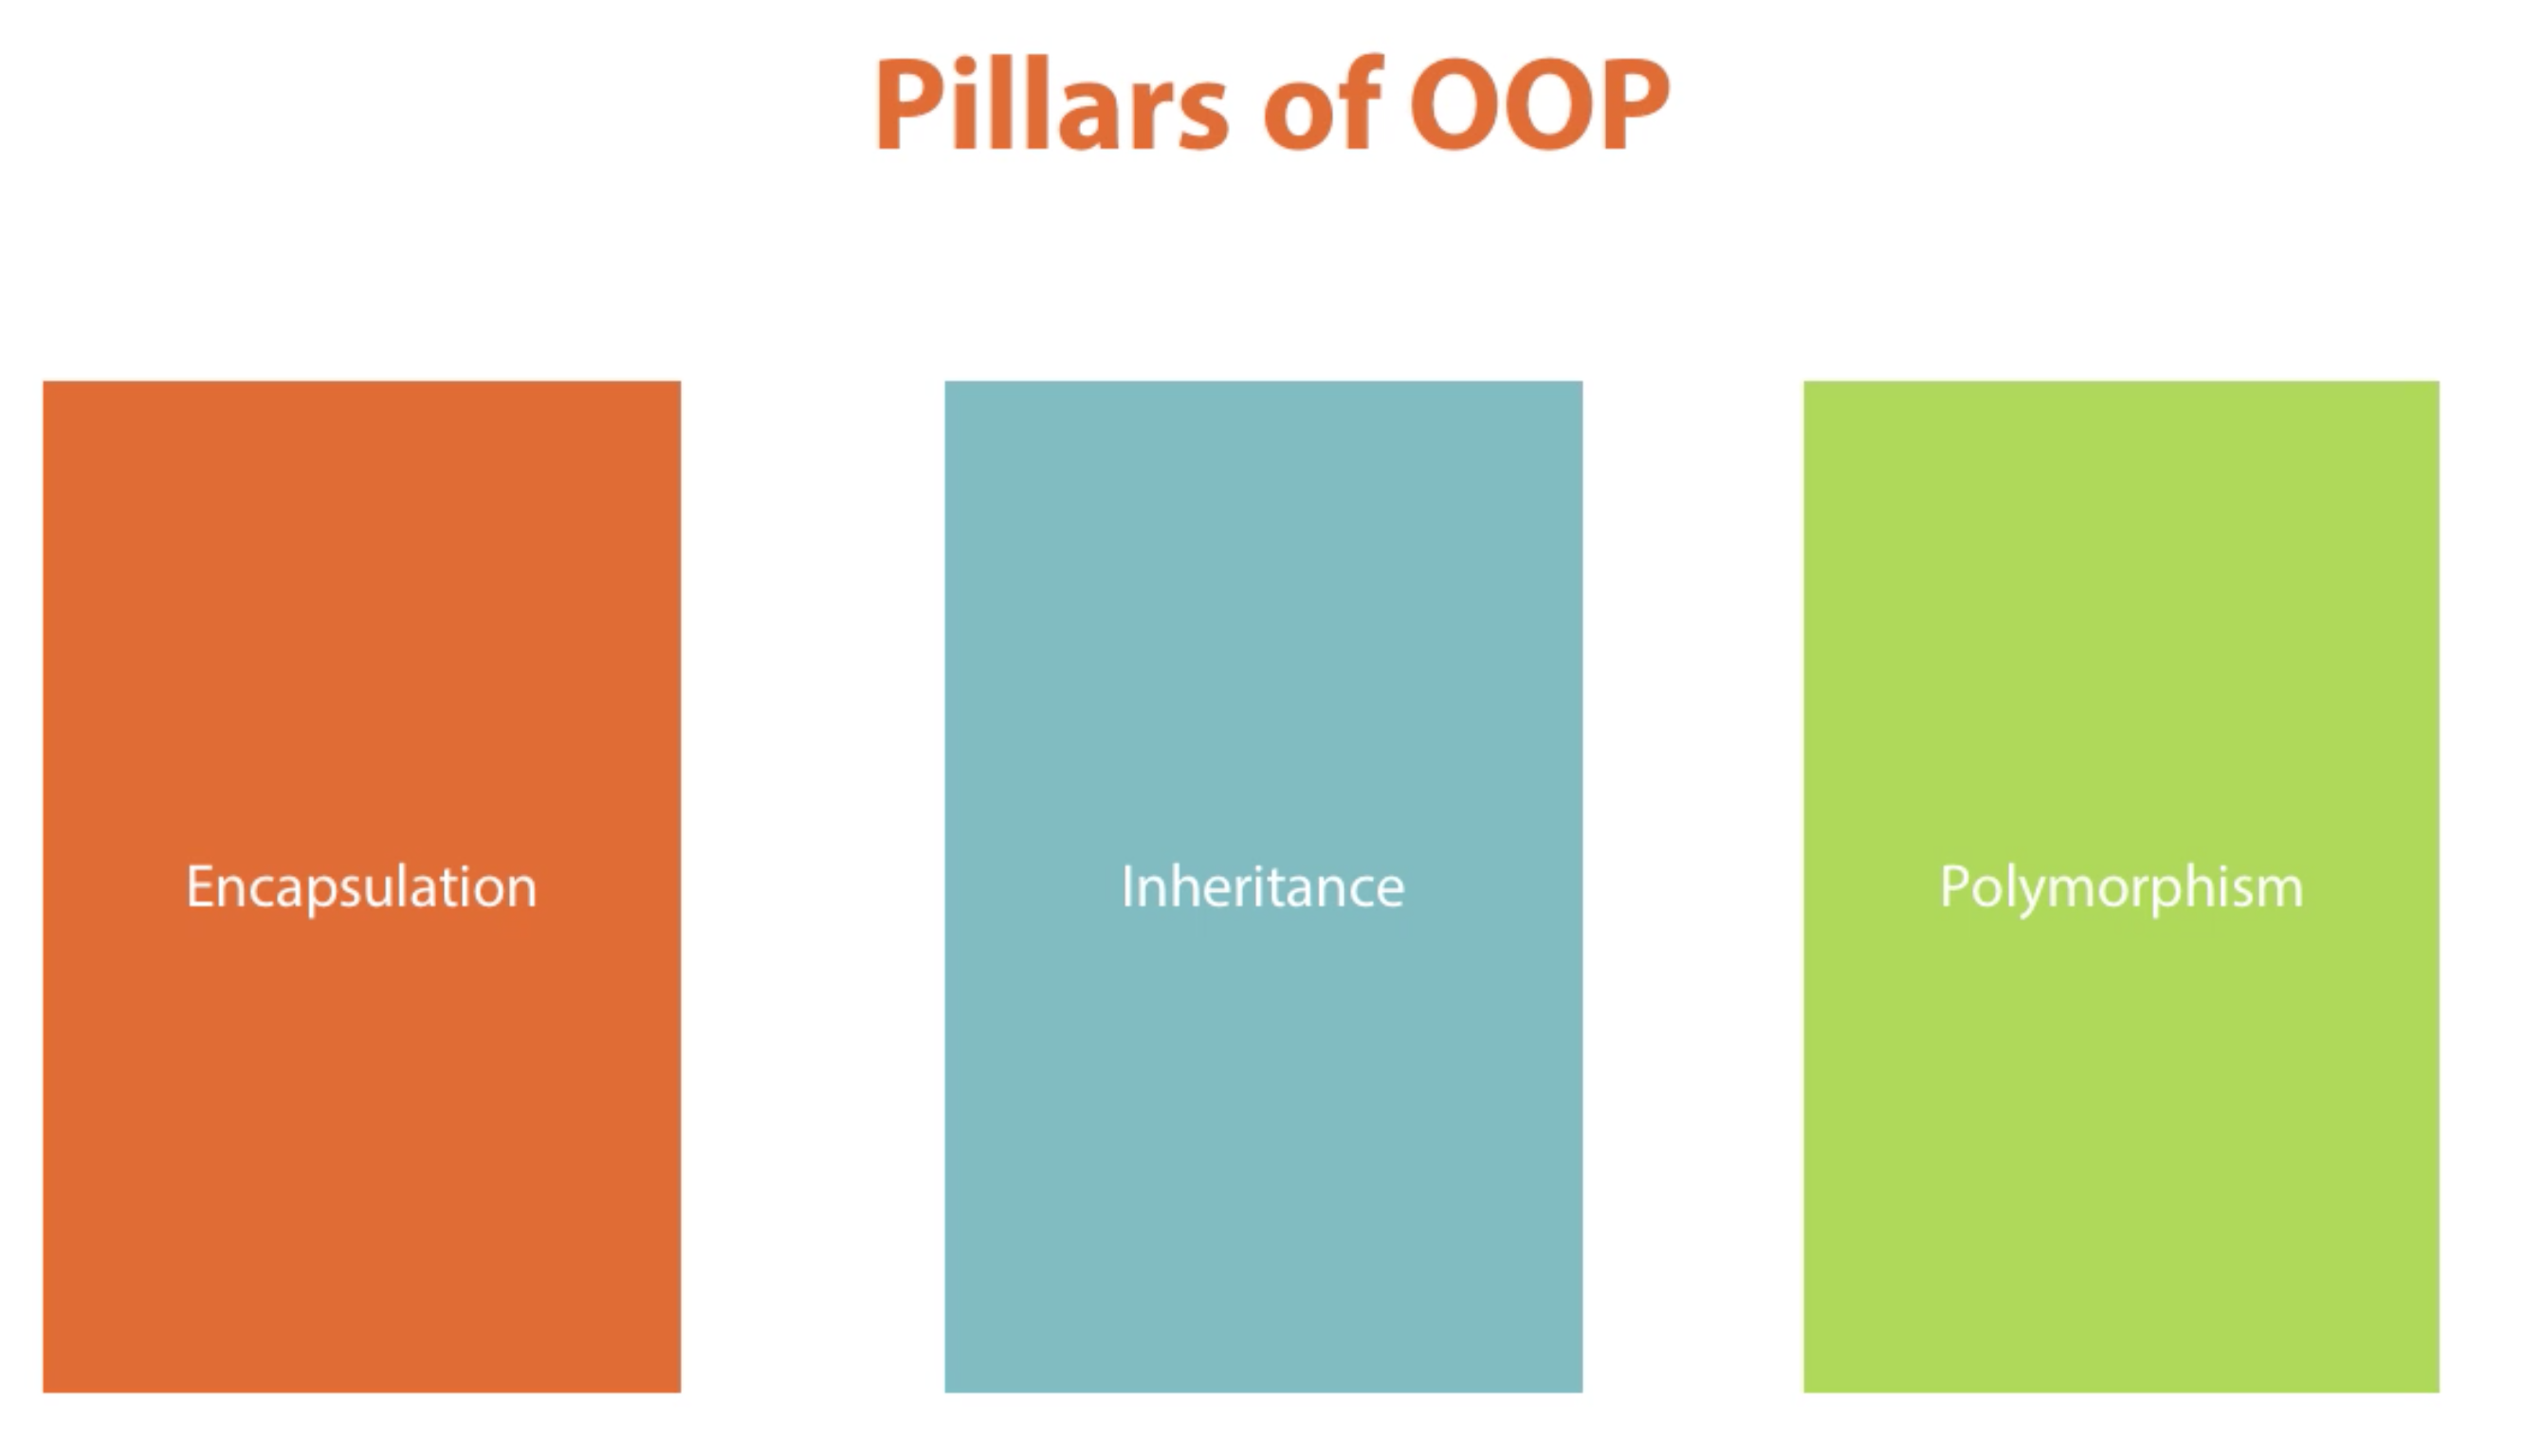 Pillars of OOP
Encapsulation
Inheritance
Polymorphism